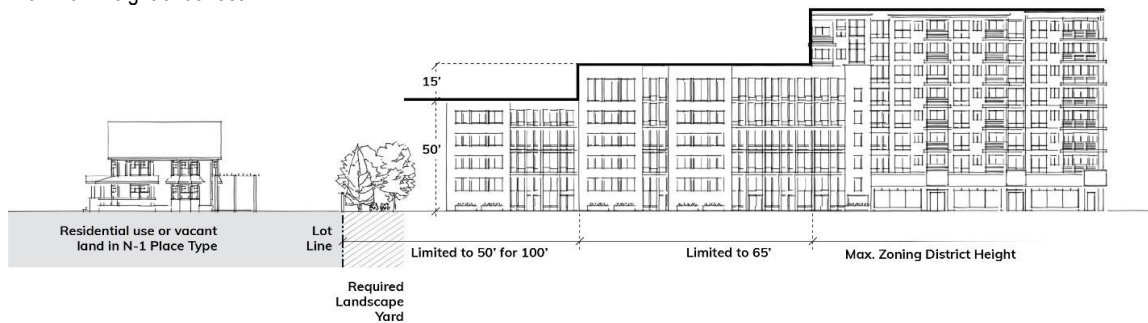 15'
50'
Residential use or vacant
land in N-1 Place Type
Lot
Line
Limited to 50' for 100'
Limited to 65'
Max. Zoning District Height
Required
Landscape
Yard